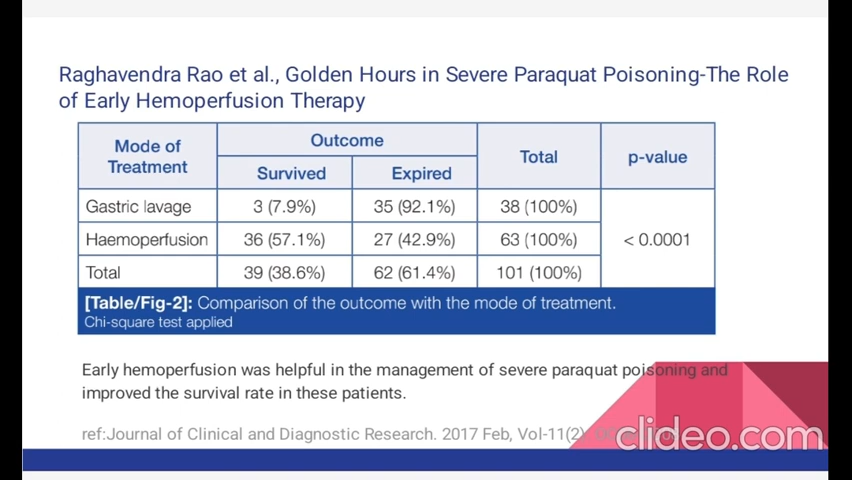 Raghavendra Rao et al., Golden Hours in Severe Paraquat Poisoning-The Role
of Early Hemoperfusion Therapy
Mode of Treatment Outcome Total p-value
Survived Expired
Gastric lavage 3 (7.9%) 35 (92.1%) 38 (100%)
Haemoperfusion 36 (57.1%) 27 (42.9%) 63 (100%) < 0.0001
Total 39 (38.6%) 62 (61.4%) 101 (100%)
[Table/Fig-2]: Comparison of the outcome with the mode of treatment.
Chi-square test applied
Early hemoperfusion was helpful in the management of severe paraquat poisoning and
improved the survival rate in these patients.
ref:Journal of Clinical and Diagnostic Research. 2017 Feb, Vol-11(2):
clideo.com